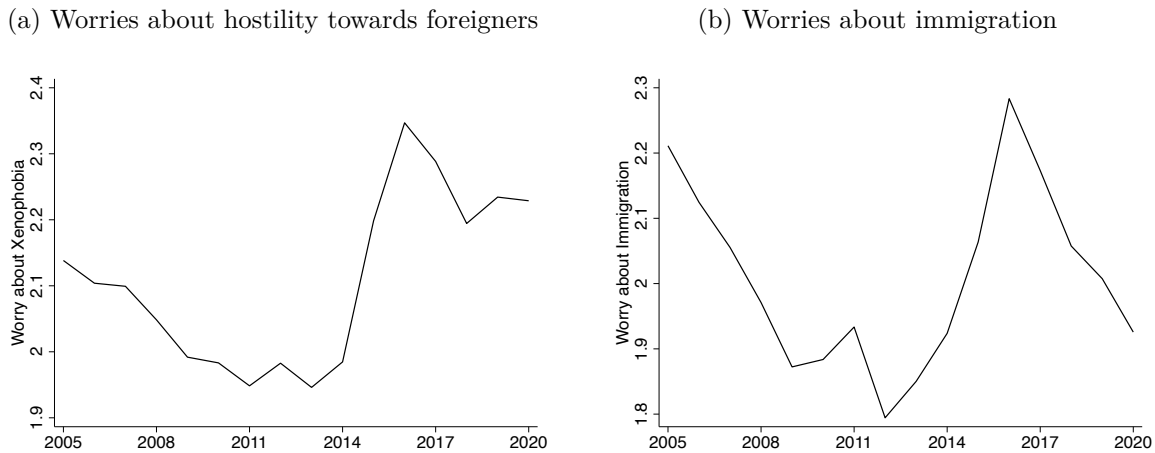 (a) Worries about hostility towards foreigners
(b) Worries about immigration
Worry about Xenophobia
2.4
2.3
2.2
2.1
2
1.9
2005 2008 2011 2014 2017 2020
Worry about Immigration
2.3
2.2
2.1
2
1.9
1.8
2005 2008 2011 2014 2017 2020